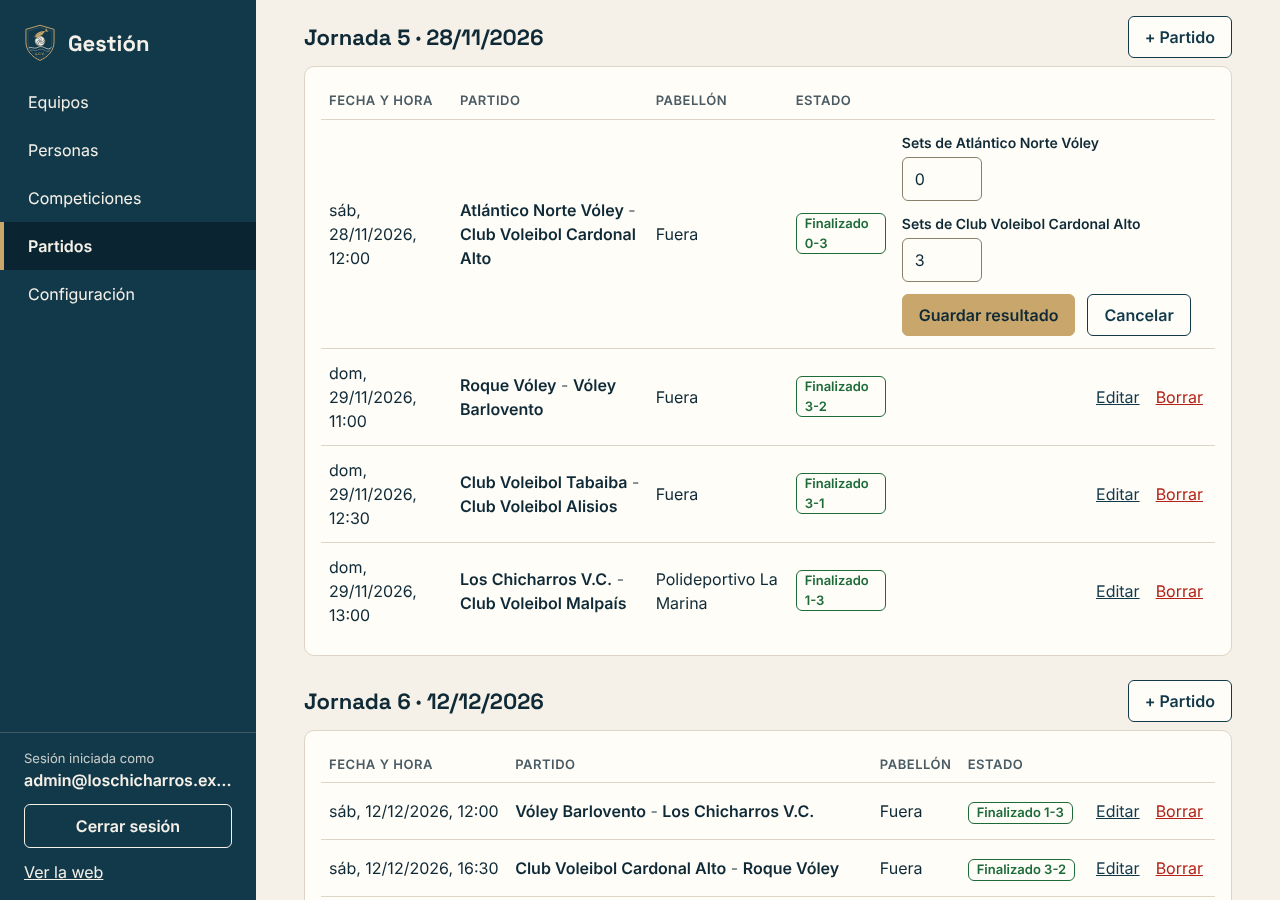 Gestión
Equipos
Personas
Competiciones
Partidos
Configuración
Sesión iniciada como
admin@loschicharros.ex...
Cerrar sesión
Ver la web
Jornada 5 · 28/11/2026
+ Partido
FECHA Y HORA PARTIDO PABELLÓN ESTADO
sáb,
28/11/2026,
12:00
Atlántico Norte Vóley -
Club Voleibol Cardonal
Alto
Fuera
Finalizado
0-3
Sets de Atlántico Norte Vóley
0
Sets de Club Voleibol Cardonal Alto
3
Guardar resultado Cancelar
dom,
29/11/2026,
11:00
Roque Vóley - Vóley
Barlovento
Fuera
Finalizado
3-2
Editar Borrar
dom,
29/11/2026,
12:30
Club Voleibol Tabaiba -
Club Voleibol Alisios
Fuera
Finalizado
3-1
Editar Borrar
dom,
29/11/2026,
13:00
Los Chicharros V.C. -
Club Voleibol Malpaís
Polideportivo La
Marina
Finalizado
1-3
Editar Borrar
Jornada 6 · 12/12/2026
+ Partido
FECHA Y HORA PARTIDO PABELLÓN ESTADO
sáb, 12/12/2026, 12:00 Vóley Barlovento - Los Chicharros V.C. Fuera Finalizado 1-3 Editar Borrar
sáb, 12/12/2026, 16:30 Club Voleibol Cardonal Alto - Roque Vóley Fuera Finalizado 3-2 Editar Borrar